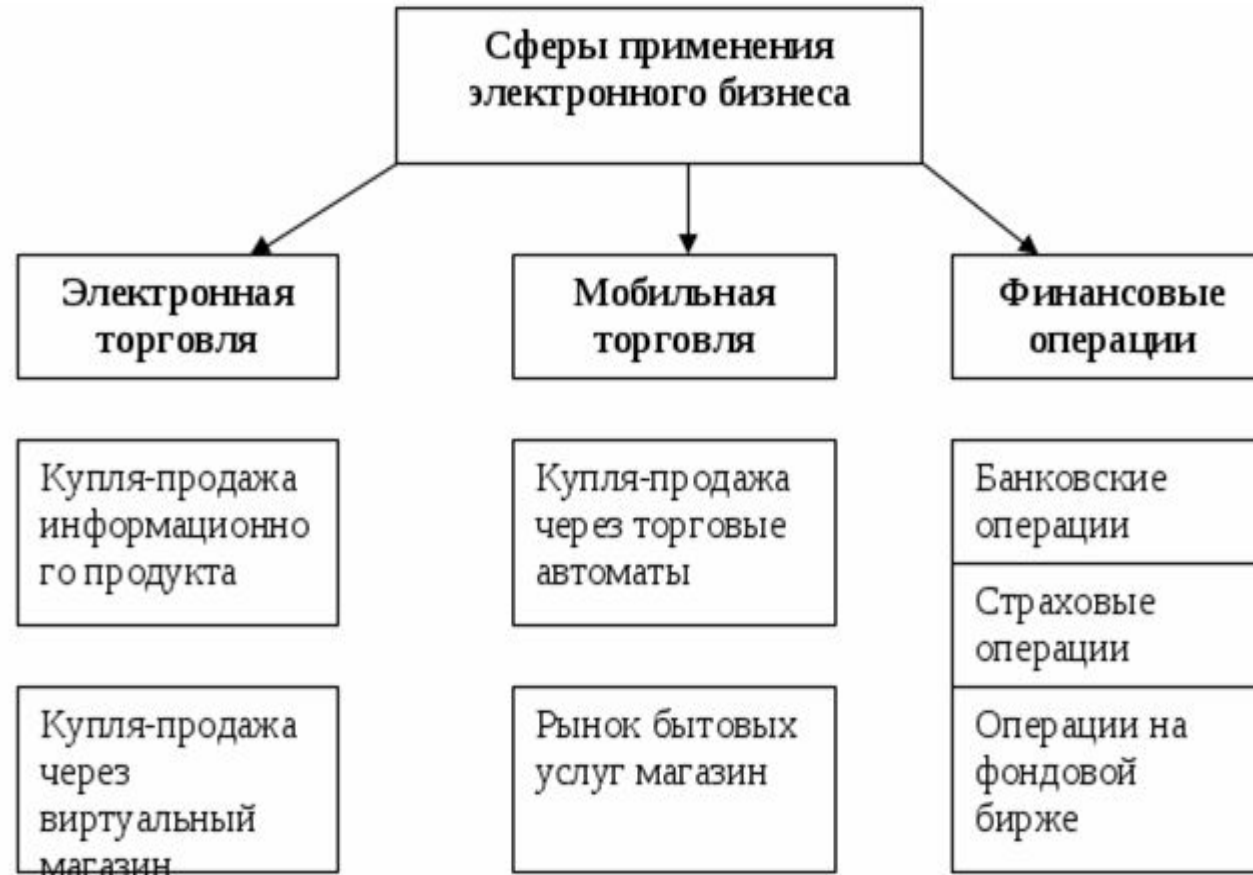 Сферы применения
электронного бизнеса
Электронная
торговля
Мобильная
торговля
Финансовые
операции
Купля-продажа
информационно
го продукта
Купля-продажа
через торговые
автоматы
Банковские
операции
Страховые
операции
Купля-продажа
через
виртуальный
магазин
Рынок бытовых
услуг магазин
Операции на
фондовой
бирже